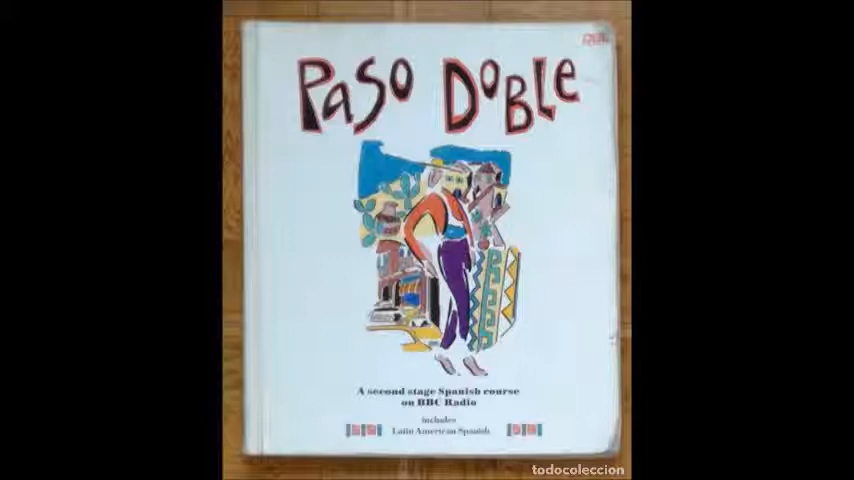 PASO DOBLE
A second stage Spanish course
on BBC Radio
includes
Latin American Spanish
todocoleccion